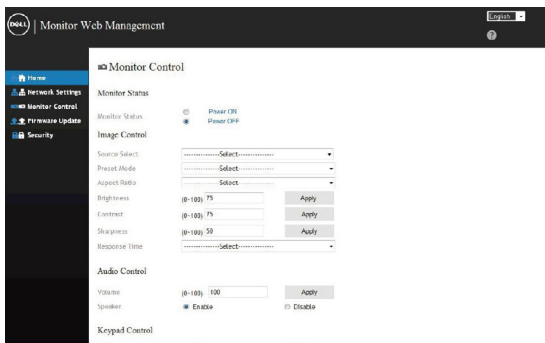 DELL | Monitor Web Management
English
?
Home
Network Settings
Monitor Control
Firmware Update
Security
Monitor Control
Monitor Status
Monitor Status Power ON
Power OFF
Image Control
Source Select ---------------Select---------------
Preset Mode ---------------Select---------------
Aspect Ratio ---------------Select---------------
Brightness (0~100) 75 Apply
Contrast (0~100) 75 Apply
Sharpness (0~100) 50 Apply
Response Time ---------------Select---------------
Audio Control
Volume (0~100) 100 Apply
Speaker Enable Disable
Keypad Control